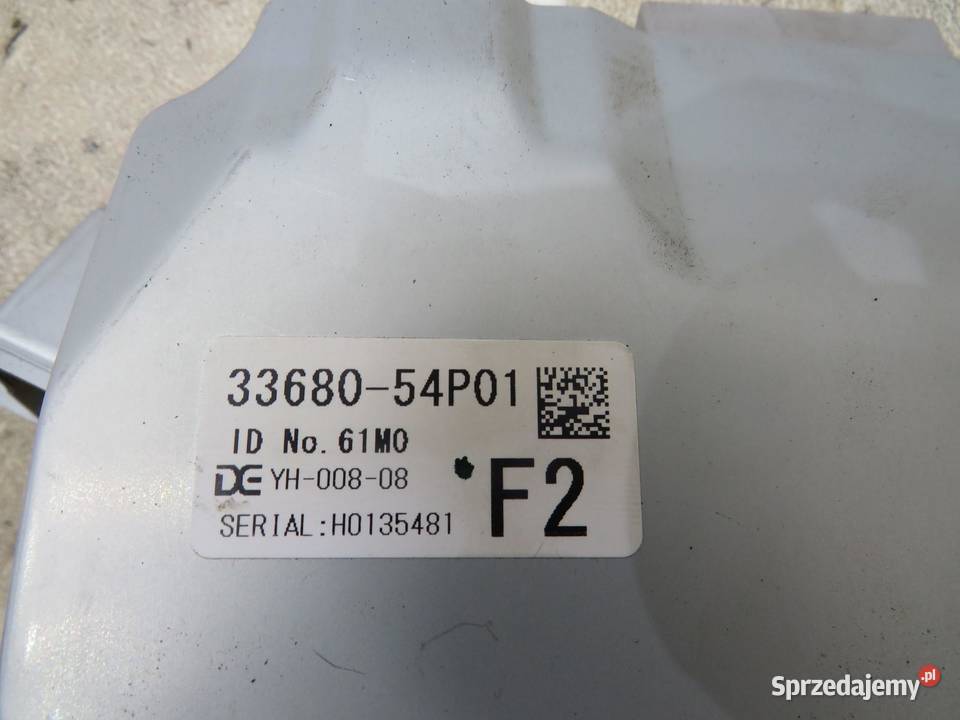 33680-54P01
ID No. 61M0
DE YH-008-08
F2
SERIAL:H0135481
Sprzedajemy.pl